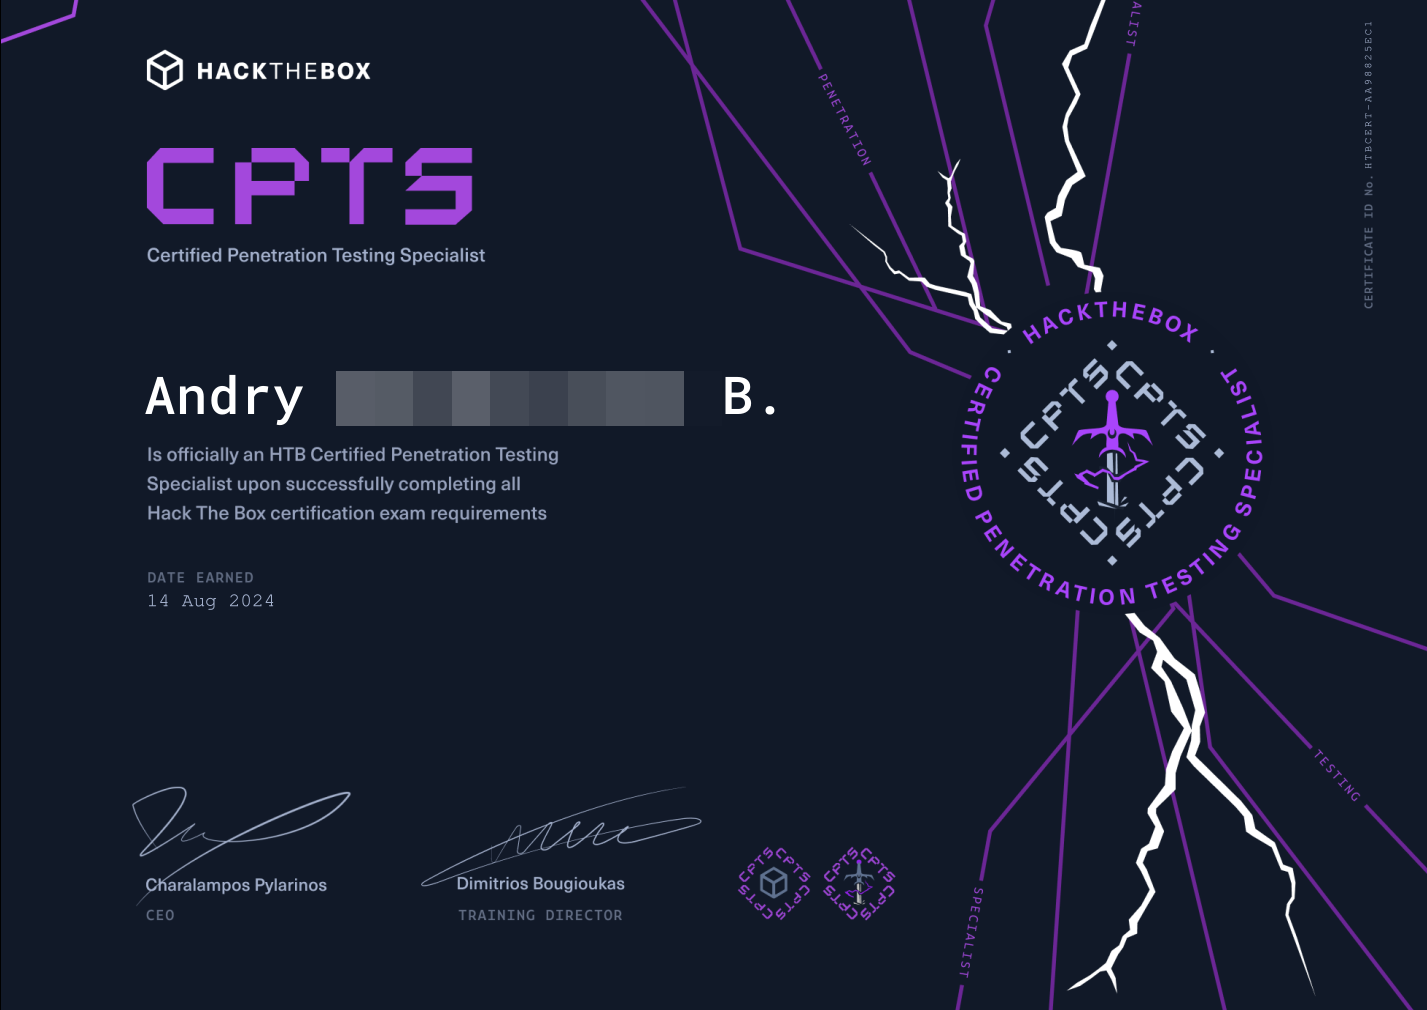 HACKTHEBOX
CPTS
Certified Penetration Testing Specialist
Andry B.
Is officially an HTB Certified Penetration Testing
Specialist upon successfully completing all
Hack The Box certification exam requirements
DATE EARNED
14 Aug 2024
Charalampos Pylarinos
CEO
Dimitrios Bougioukas
TRAINING DIRECTOR
CPTS CPTS CPTS CPTS
CPTS CPTS CPTS CPTS
PENETRATION
ALIST
CERTIFICATE ID No. HTBCERT-AA98825EC1
HACKTHEBOX
CERTIFIED PENETRATION TESTING SPECIALIST
CPTS CPTS CPTS CPTS
TESTING
SPECIALIST